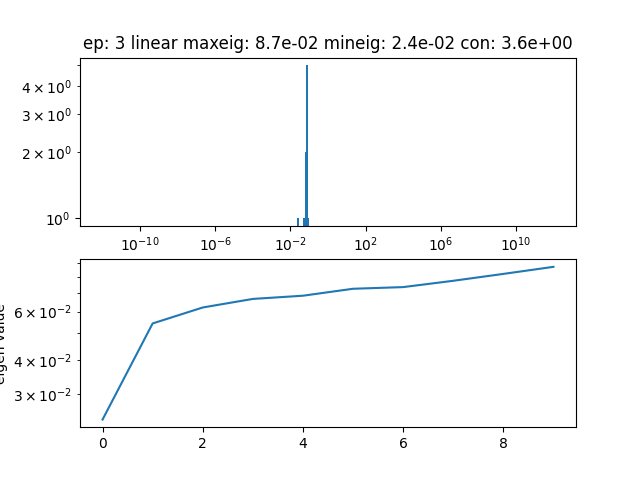 ep: 3 linear maxeig: 8.7e-02 mineig: 2.4e-02 con: 3.6e+00
4 × 10⁰
3 × 10⁰
2 × 10⁰
10⁰
10⁻¹⁰ 10⁻⁶ 10⁻² 10² 10⁶ 10¹⁰
eigen value
6 × 10⁻²
4 × 10⁻²
3 × 10⁻²
0 2 4 6 8